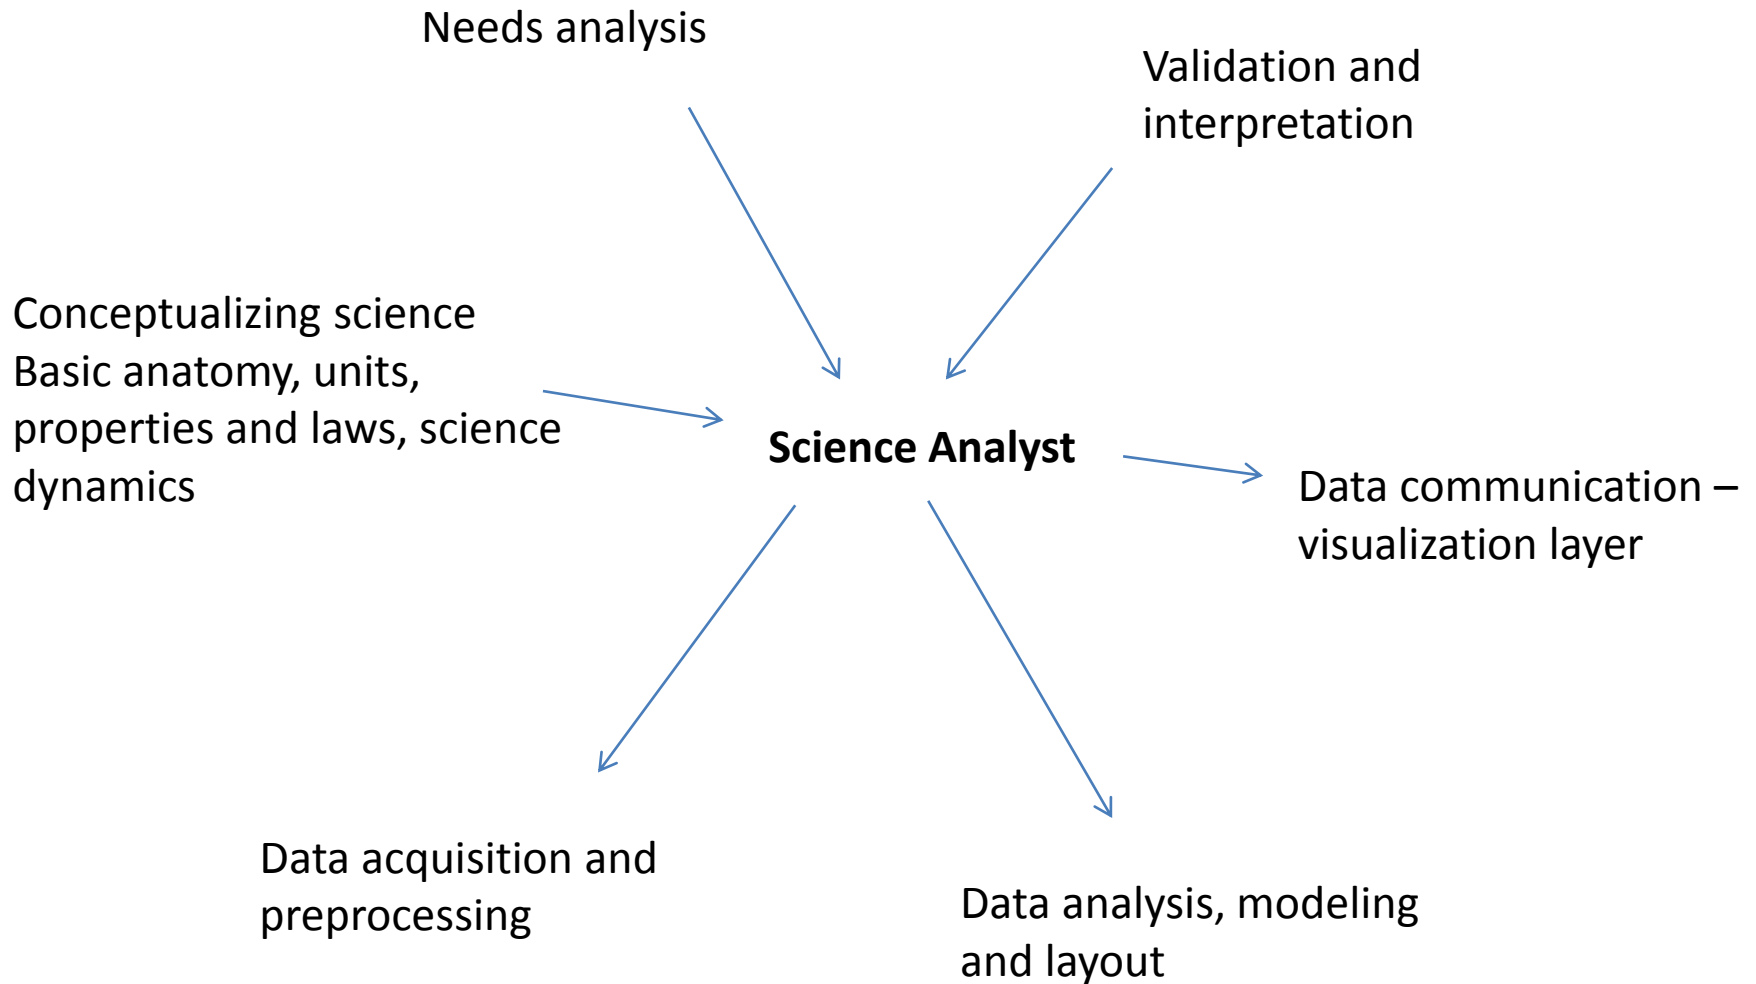 Needs analysis
Validation and
interpretation
Conceptualizing science
Basic anatomy, units,
properties and laws, science
dynamics
Science Analyst
Data communication –
visualization layer
Data acquisition and
preprocessing
Data analysis, modeling
and layout